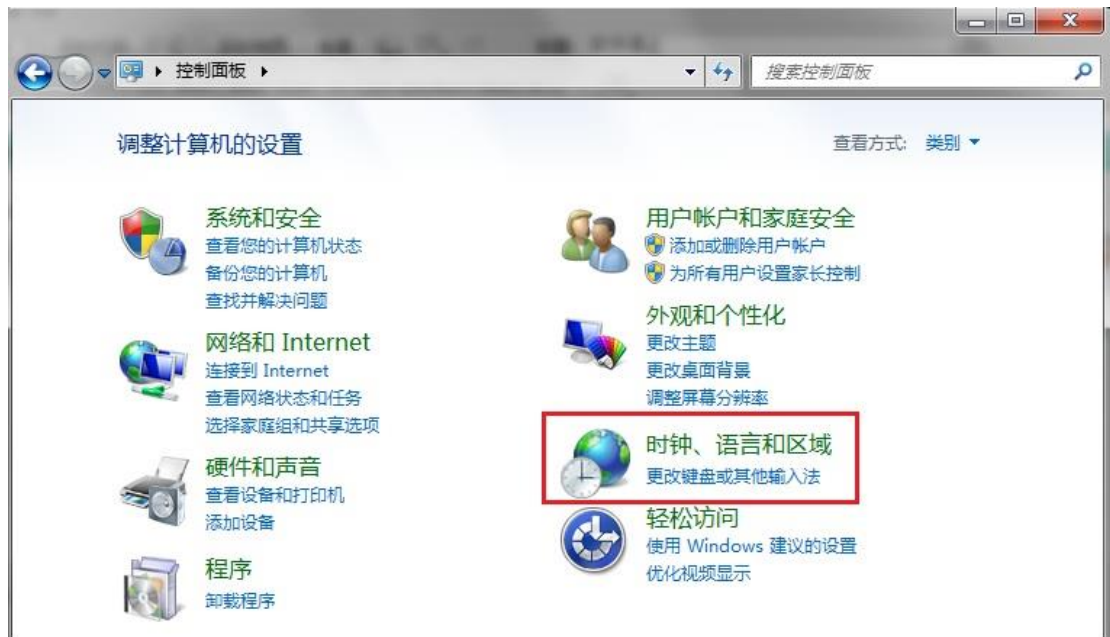 控制面板
搜索控制面板
调整计算机的设置
查看方式: 类别
系统和安全
查看您的计算机状态
备份您的计算机
查找并解决问题
网络和 Internet
连接到 Internet
查看网络状态和任务
选择家庭组和共享选项
硬件和声音
查看设备和打印机
添加设备
程序
卸载程序
用户帐户和家庭安全
添加或删除用户帐户
为所有用户设置家长控制
外观和个性化
更改主题
更改桌面背景
调整屏幕分辨率
时钟、语言和区域
更改键盘或其他输入法
轻松访问
使用 Windows 建议的设置
优化视频显示